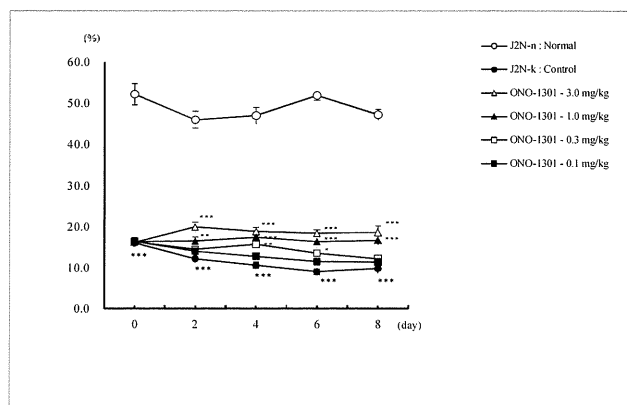 (%)
60.0
50.0
40.0
30.0
20.0
10.0
0.0
0 2 4 6 8 (day)
J2N-n : Normal
J2N-k : Control
ONO-1301 - 3.0 mg/kg
ONO-1301 - 1.0 mg/kg
ONO-1301 - 0.3 mg/kg
ONO-1301 - 0.1 mg/kg
***
***
***
***
***